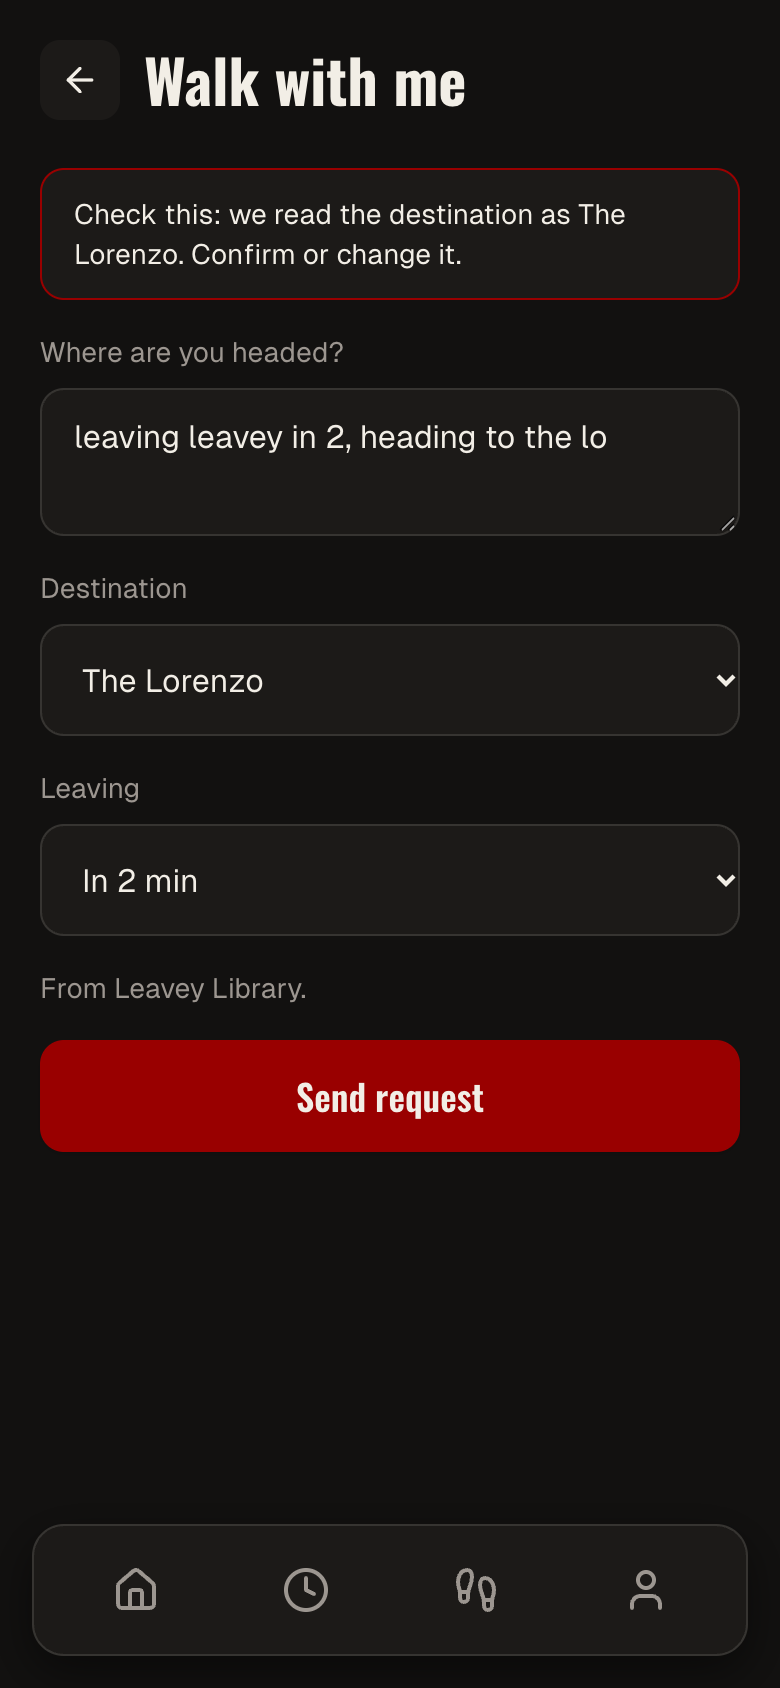 Walk with me
Check this: we read the destination as The
Lorenzo. Confirm or change it.
Where are you headed?
leaving leavey in 2, heading to the lo
Destination
The Lorenzo
Leaving
In 2 min
From Leavey Library.
Send request